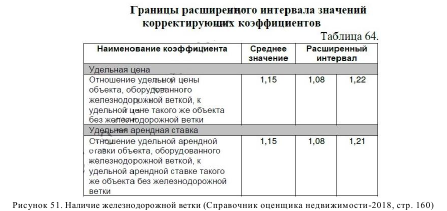 Границы расширенного интервала значений
корректирующих коэффициентов
Таблица 64.
Наименование коэффициента Среднее значение Расширенный интервал
Удельная цена
Отношение удельной цены 1,15 1,08 1,22
объекта, оборудованного
железнодорожной веткой, к
удельной цене такого же объекта
без железнодорожной ветки
Удельная арендная ставка
Отношение удельной арендной 1,15 1,08 1,21
ставки объекта, оборудованного
железнодорожной веткой, к
удельной арендной ставке такого
же объекта без железнодорожной
ветки
Рисунок 51. Наличие железнодорожной ветки (Справочник оценщика недвижимости-2018, стр. 160)